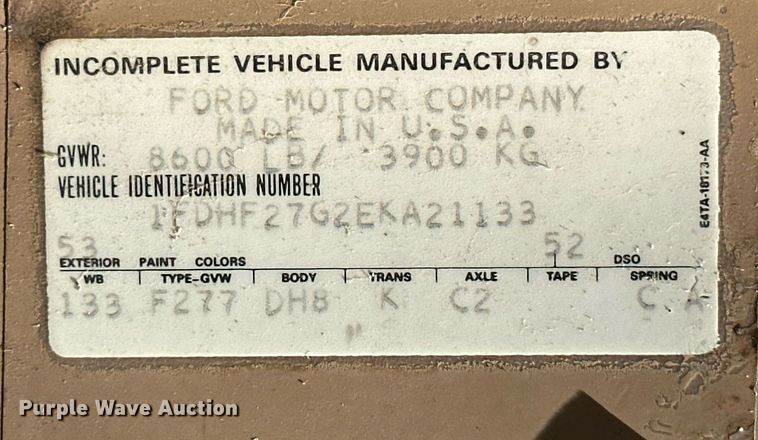 INCOMPLETE VEHICLE MANUFACTURED BY
FORD MOTOR COMPANY
MADE IN U.S.A.
GVWR: 8600 LB/ 3900 KG
VEHICLE IDENTIFICATION NUMBER
1FDHF27G2EKA21133
53 52
EXTERIOR PAINT COLORS DSO
WB TYPE-GVW BODY TRANS AXLE TAPE SPRING
133 F277 DH8 K C2 C A
E4TA-18173-AA
Purple Wave Auction